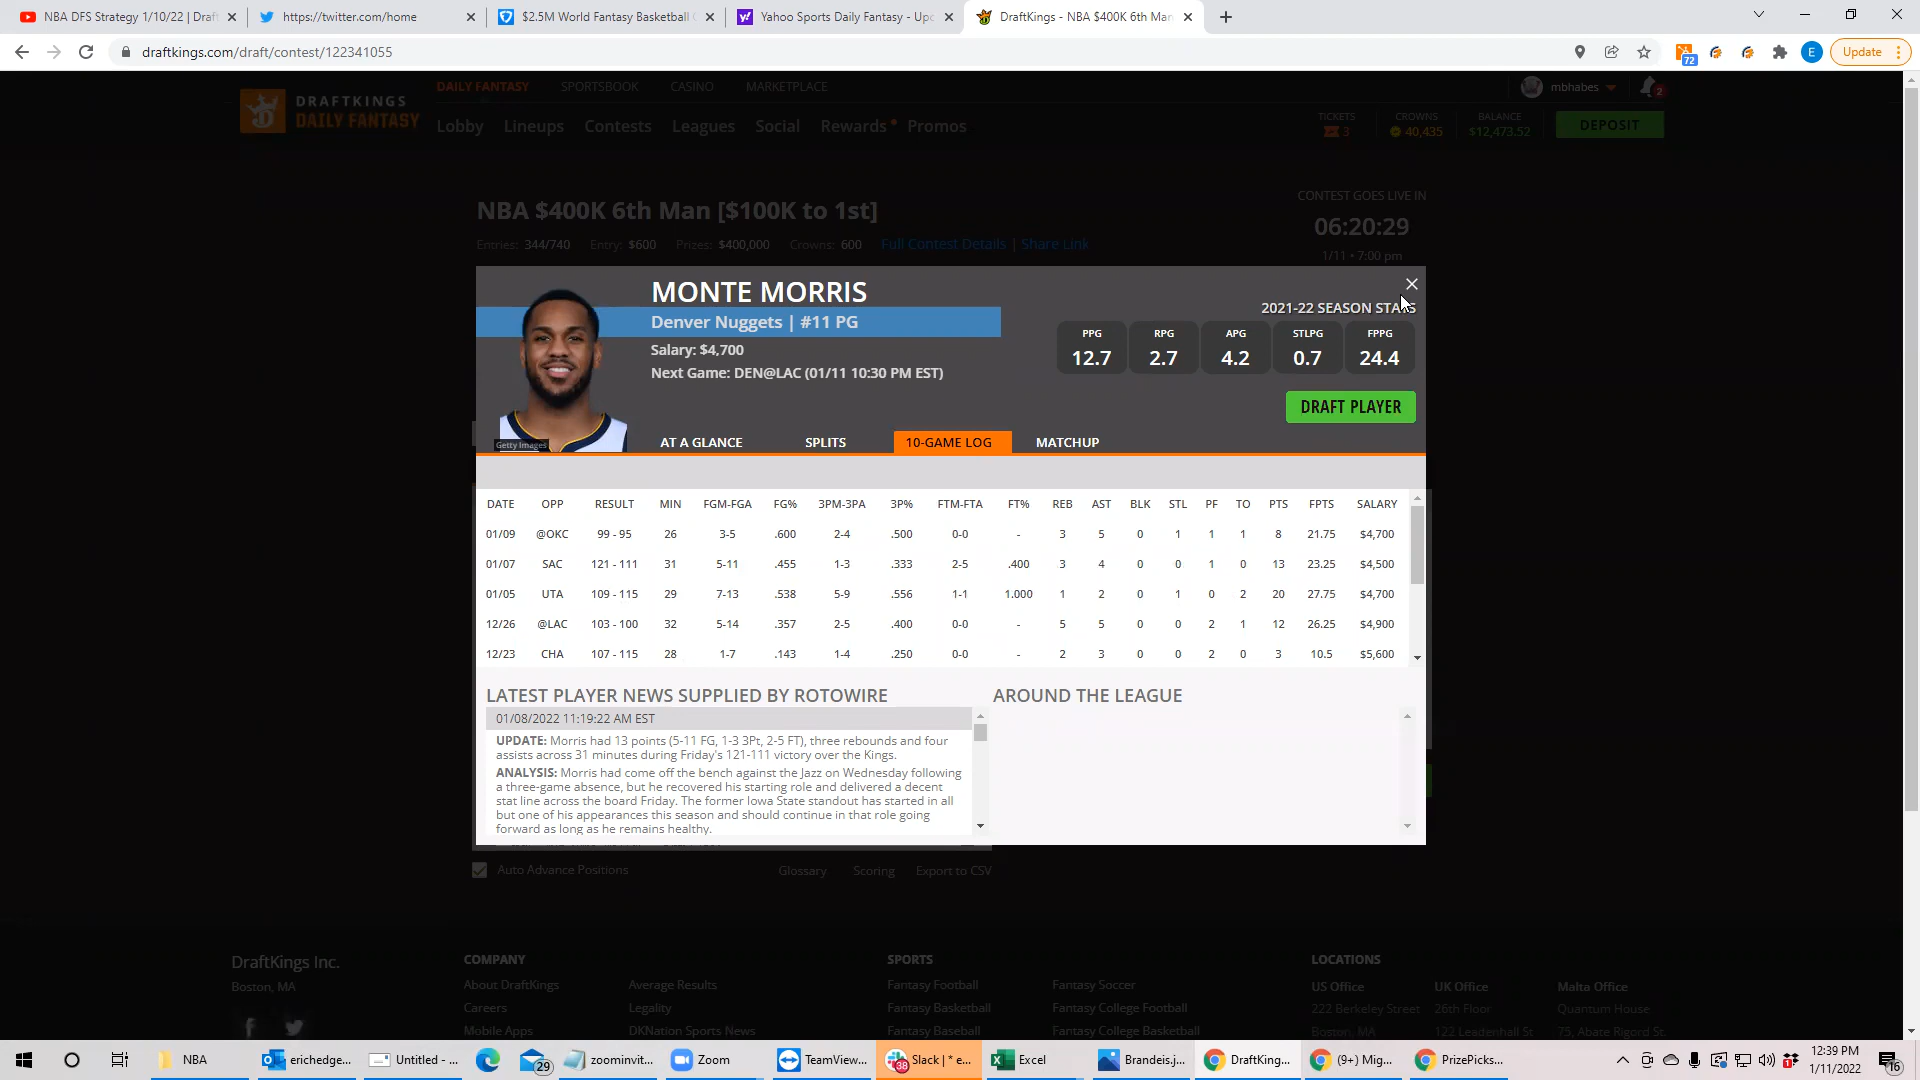 NBA DFS Strategy 1/10/22 | Draft
https://twitter.com/home
$2.5M World Fantasy Basketball C
Yahoo Sports Daily Fantasy - Upc
DraftKings - NBA $400K 6th Man
draftkings.com/draft/contest/122341055
72
E
Update
DRAFTKINGS
DAILY FANTASY
DAILY FANTASY SPORTSBOOK CASINO MARKETPLACE
mbhabes
2
Lobby Lineups Contests Leagues Social Rewards Promos
TICKETS
3
CROWNS
40,435
BALANCE
$12,473.52
DEPOSIT
NBA $400K 6th Man [$100K to 1st]
Entries: 344/740 Entry: $600 Prizes: $400,000 Crowns: 600 Full Contest Details | Share Link
CONTEST GOES LIVE IN
06:20:29
1/11 • 7:00 pm
MONTE MORRIS
Denver Nuggets | #11 PG
Salary: $4,700
Next Game: DEN@LAC (01/11 10:30 PM EST)
Getty Images
2021-22 SEASON STATS
PPG RPG APG STLPG FPPG
12.7 2.7 4.2 0.7 24.4
DRAFT PLAYER
AT A GLANCE SPLITS 10-GAME LOG MATCHUP
DATE OPP RESULT MIN FGM-FGA FG% 3PM-3PA 3P% FTM-FTA FT% REB AST BLK STL PF TO PTS FPTS SALARY
01/09 @OKC 99 - 95 26 3-5 .600 2-4 .500 0-0 - 3 5 0 1 1 1 8 21.75 $4,700
01/07 SAC 121 - 111 31 5-11 .455 1-3 .333 2-5 .400 3 4 0 0 1 0 13 23.25 $4,500
01/05 UTA 109 - 115 29 7-13 .538 5-9 .556 1-1 1.000 1 2 0 1 0 2 20 27.75 $4,700
12/26 @LAC 103 - 100 32 5-14 .357 2-5 .400 0-0 - 5 5 0 0 2 1 12 26.25 $4,900
12/23 CHA 107 - 115 28 1-7 .143 1-4 .250 0-0 - 2 3 0 0 2 0 3 10.5 $5,600
LATEST PLAYER NEWS SUPPLIED BY ROTOWIRE
01/08/2022 11:19:22 AM EST
UPDATE: Morris had 13 points (5-11 FG, 1-3 3Pt, 2-5 FT), three rebounds and four
assists across 31 minutes during Friday's 121-111 victory over the Kings.
ANALYSIS: Morris had come off the bench against the Jazz on Wednesday following
a three-game absence, but he recovered his starting role and delivered a decent
stat line across the board Friday. The former Iowa State standout has started in all
but one of his appearances this season and should continue in that role going
forward as long as he remains healthy.
AROUND THE LEAGUE
Auto Advance Positions
Glossary Scoring Export to CSV
DraftKings Inc.
Boston, MA
COMPANY
About DraftKings Average Results
Careers Legality
Mobile Apps DKNation Sports News
SPORTS
Fantasy Football Fantasy Soccer
Fantasy Basketball Fantasy College Football
Fantasy Baseball Fantasy College Basketball
LOCATIONS
US Office UK Office Malta Office
222 Berkeley Street 26th Floor Quantum House
Boston, MA 122 Leadenhall St 75, Abate Rigord St.
NBA
erichedge...
Untitled - ...
29
zoominvit...
Zoom
TeamView...
38
Slack | * e...
Excel
Brandeis.j...
DraftKing...
(9+) Mig...
PrizePicks...
12:39 PM
1/11/2022
16